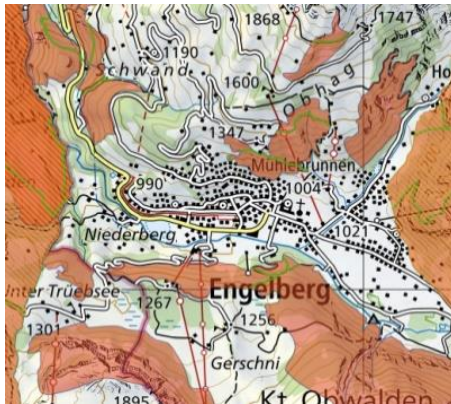 1868
1747
1190
Schwand
1600
Obhag
Ho
1347
Mühlebrunnen
990
1004
1021
Niederberg
Engelberg
inter Trüebsee
1267
1301
1256
Gerschni
1895
Kt. Obwalden